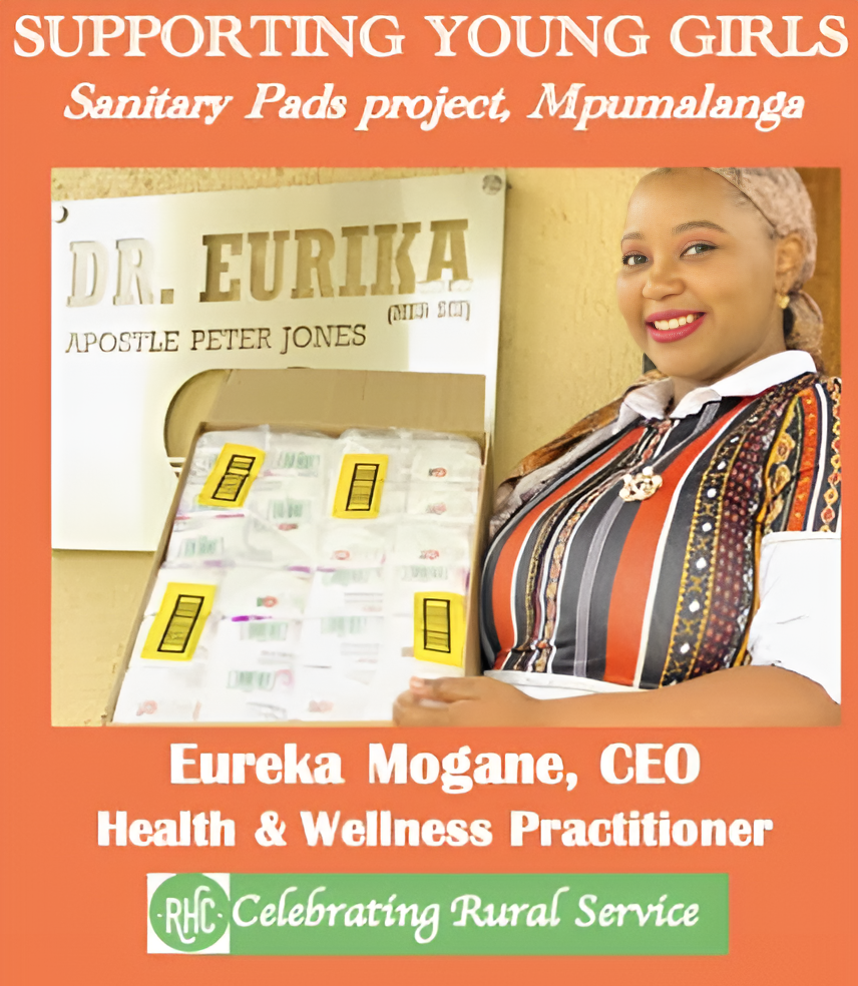 SUPPORTING YOUNG GIRLS
Sanitary Pads project, Mpumalanga
DR. EURIKA
APOSTLE PETER JONES
Eureka Mogane, CEO
Health & Wellness Practitioner
RHC Celebrating Rural Service